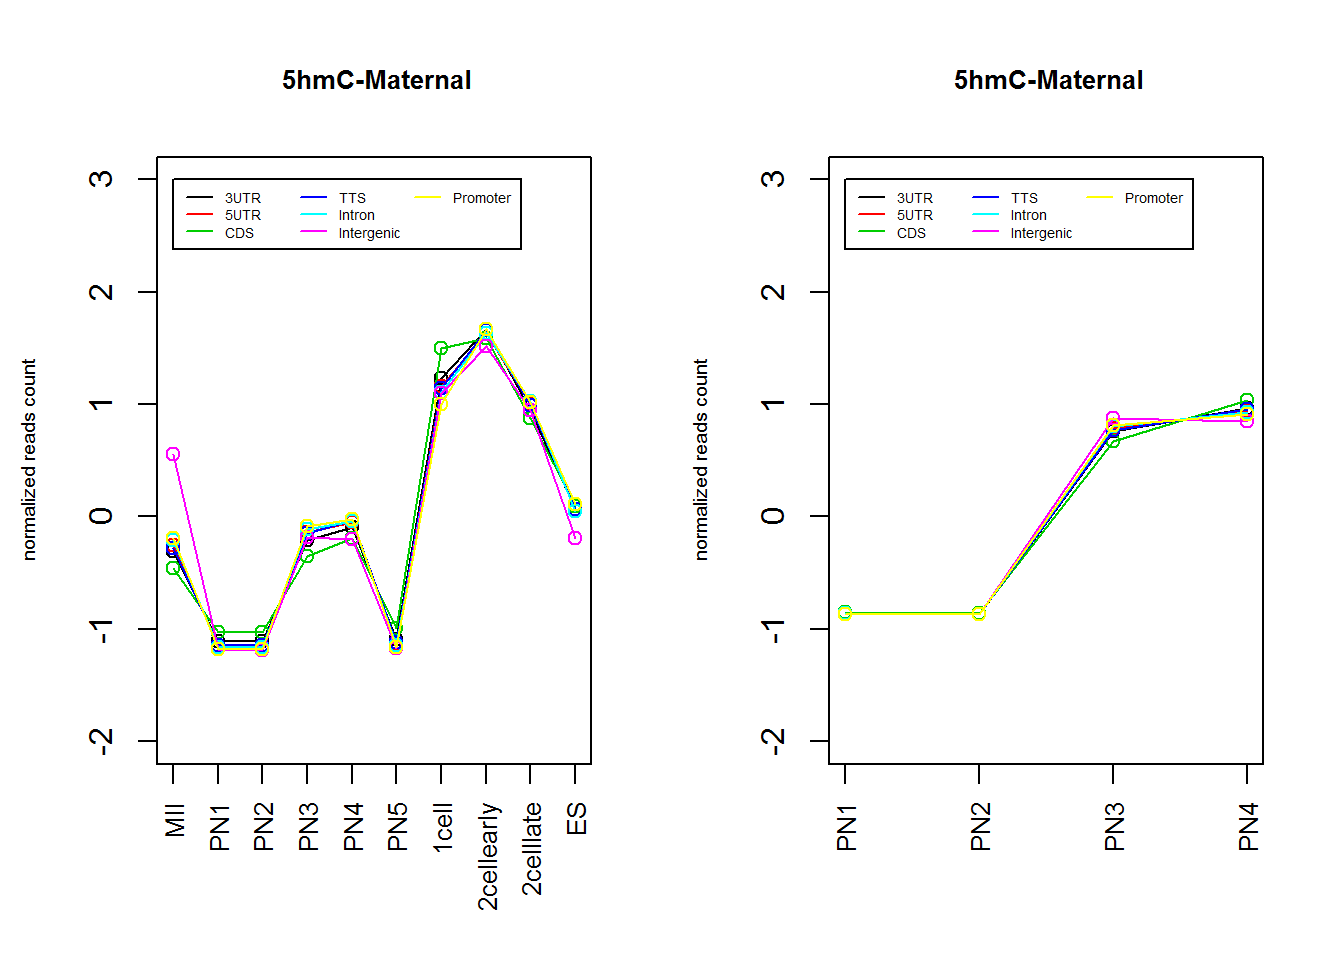 5hmC-Maternal
normalized reads count
3
2
1
0
-1
-2
3UTR TTS Promoter
5UTR Intron
CDS Intergenic
MII PN1 PN2 PN3 PN4 PN5 1cell 2cellearly 2celllate ES
5hmC-Maternal
normalized reads count
3
2
1
0
-1
-2
3UTR TTS Promoter
5UTR Intron
CDS Intergenic
PN1 PN2 PN3 PN4